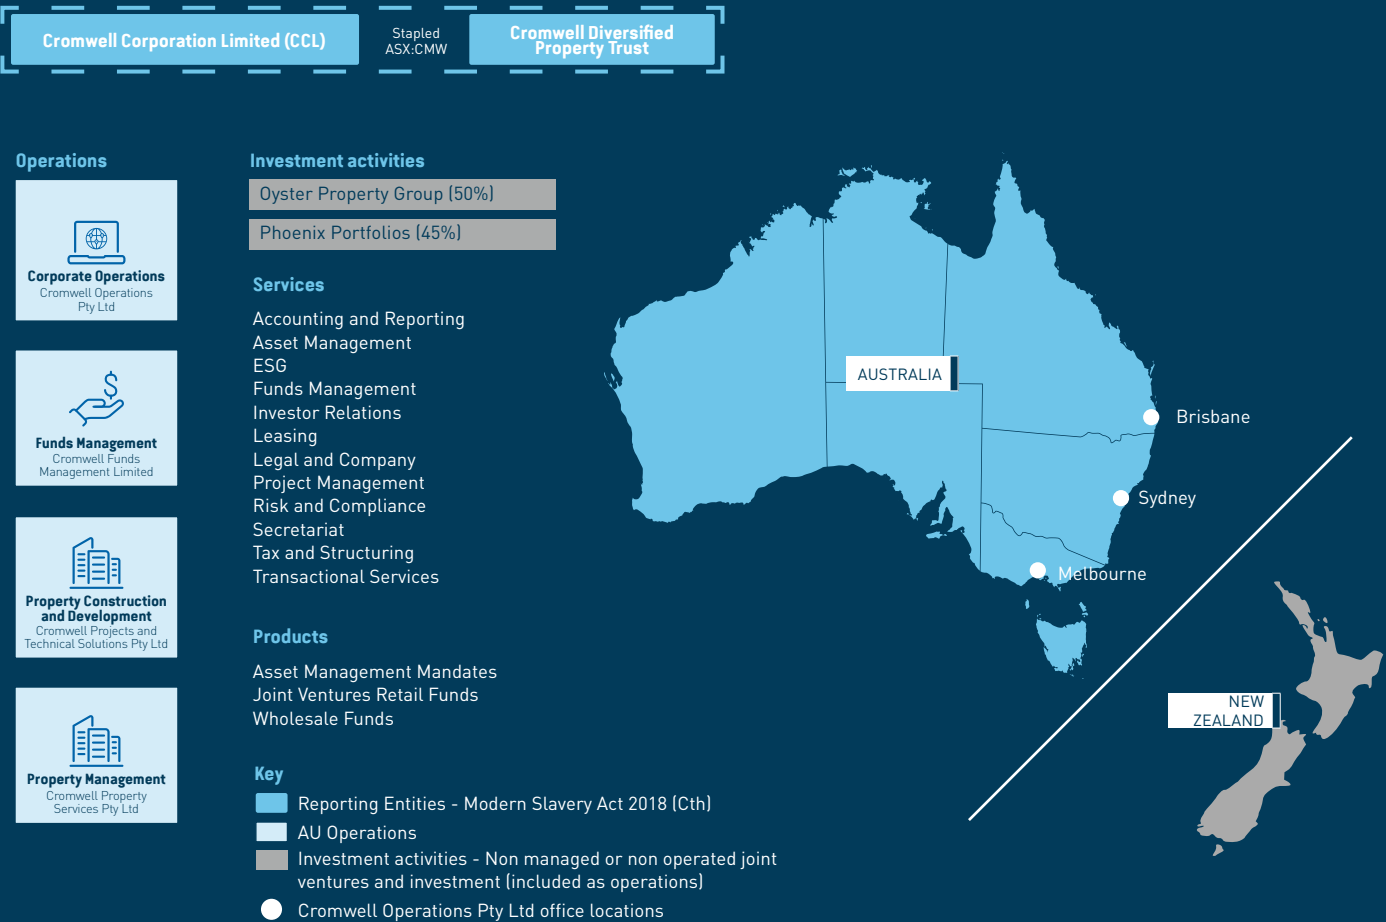 Cromwell Corporation Limited (CCL)
Stapled
ASX:CMW
Cromwell Diversified
Property Trust
Operations
Corporate Operations
Cromwell Operations
Pty Ltd
Funds Management
Cromwell Funds
Management Limited
Property Construction
and Development
Cromwell Projects and
Technical Solutions Pty Ltd
Property Management
Cromwell Property
Services Pty Ltd
Investment activities
Oyster Property Group (50%)
Phoenix Portfolios (45%)
Services
Accounting and Reporting
Asset Management
ESG
Funds Management
Investor Relations
Leasing
Legal and Company
Project Management
Risk and Compliance
Secretariat
Tax and Structuring
Transactional Services
Products
Asset Management Mandates
Joint Ventures Retail Funds
Wholesale Funds
Key
Reporting Entities - Modern Slavery Act 2018 (Cth)
AU Operations
Investment activities - Non managed or non operated joint
ventures and investment (included as operations)
Cromwell Operations Pty Ltd office locations
AUSTRALIA
Brisbane
Sydney
Melbourne
NEW
ZEALAND